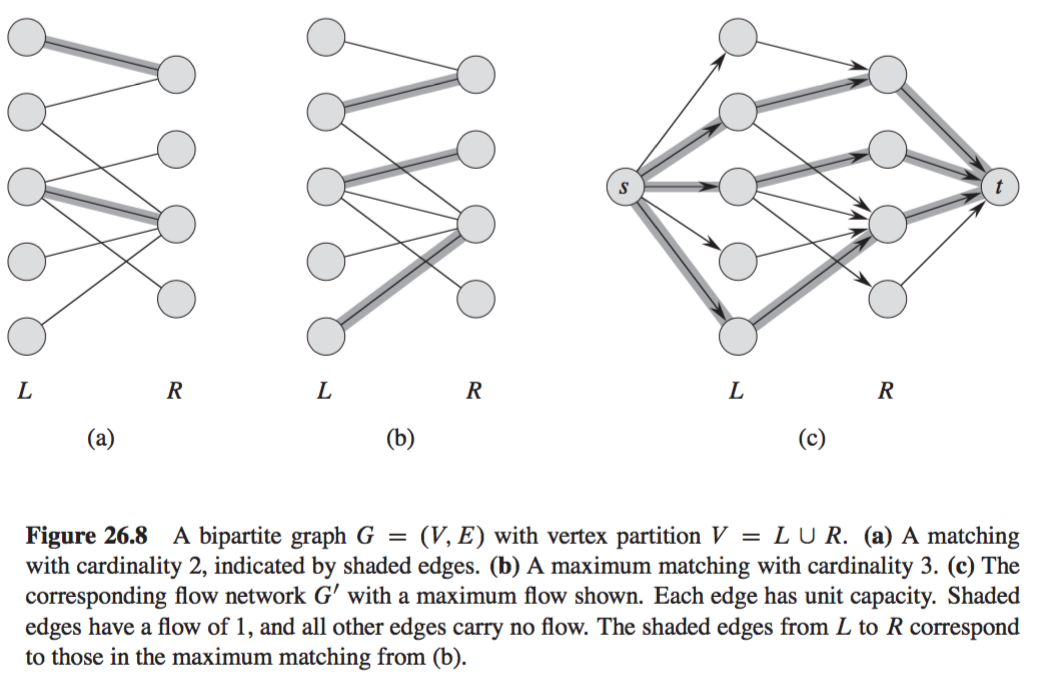 s
t
L R L R L R
(a) (b) (c)
Figure 26.8 A bipartite graph G = (V, E) with vertex partition V = L ∪ R. (a) A matching
with cardinality 2, indicated by shaded edges. (b) A maximum matching with cardinality 3. (c) The
corresponding flow network G′ with a maximum flow shown. Each edge has unit capacity. Shaded
edges have a flow of 1, and all other edges carry no flow. The shaded edges from L to R correspond
to those in the maximum matching from (b).